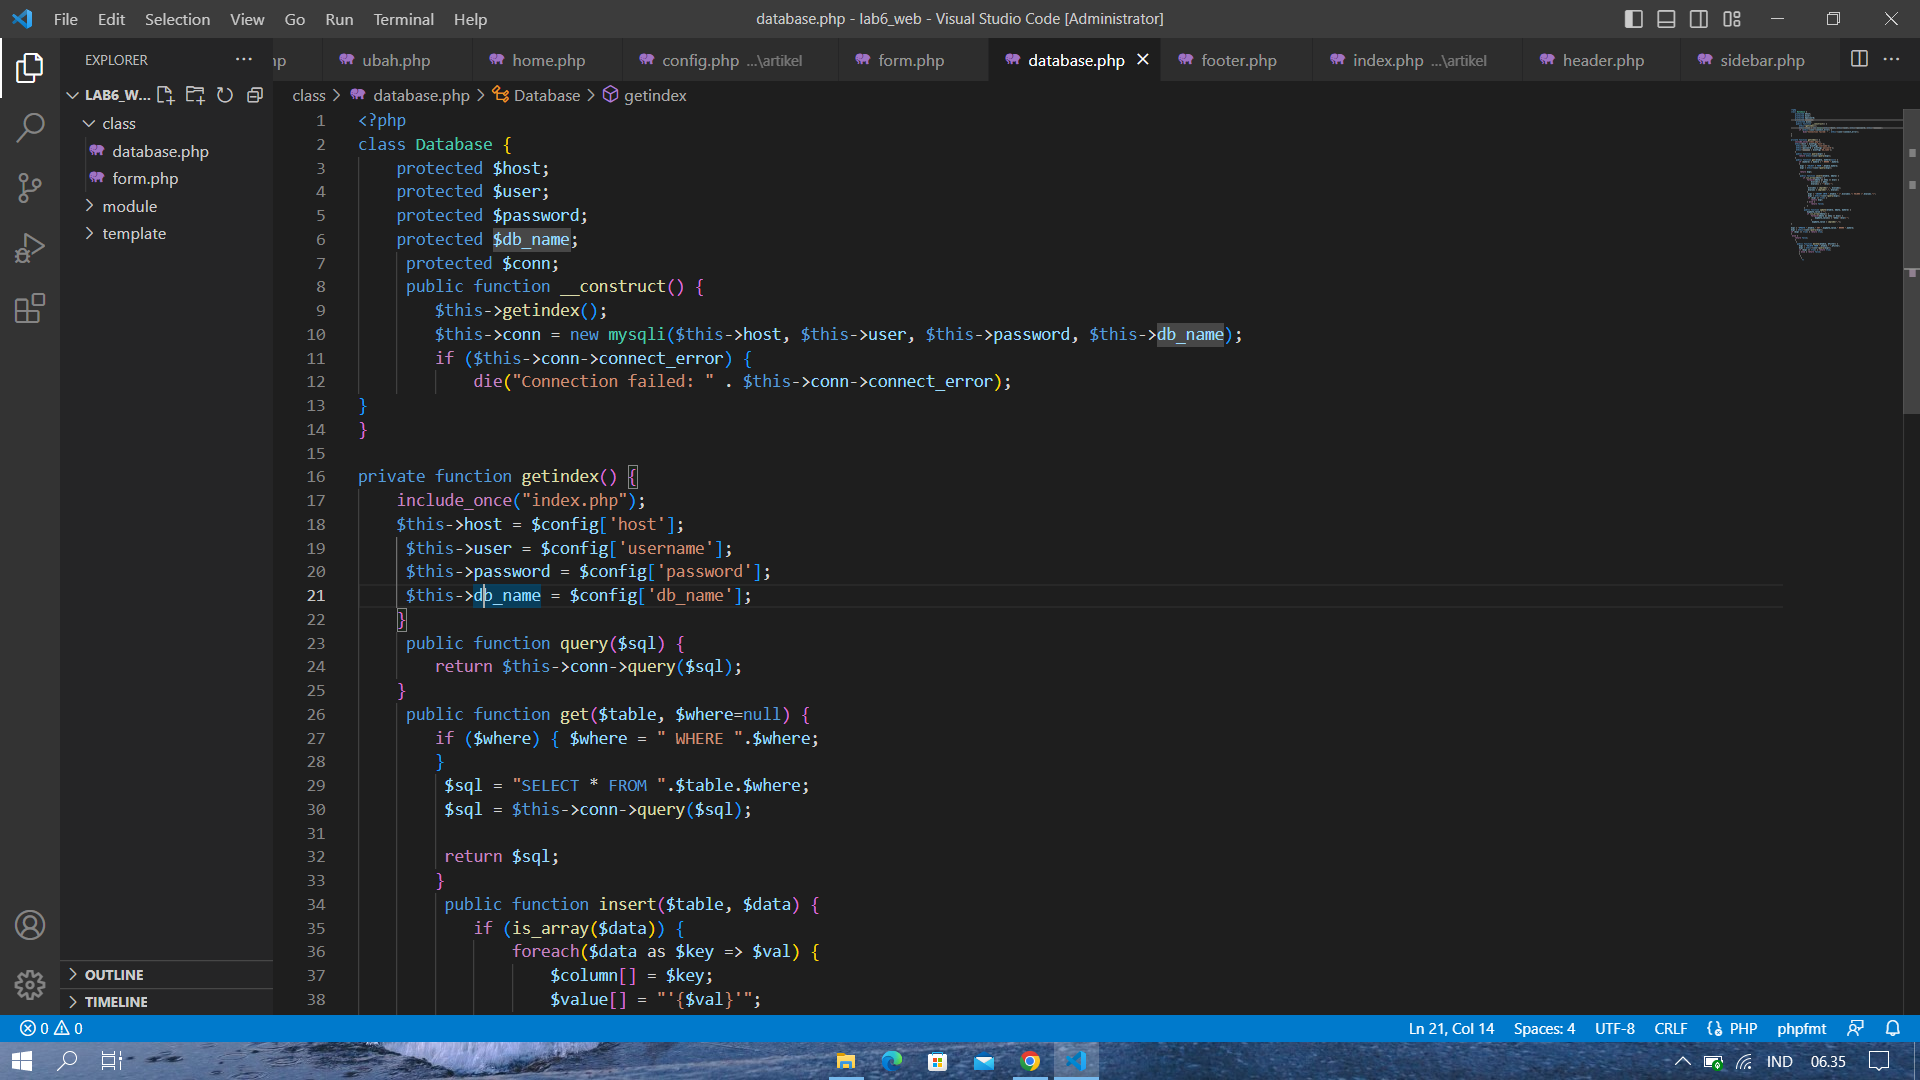 File Edit Selection View Go Run Terminal Help
database.php - lab6_web - Visual Studio Code [Administrator]
EXPLORER
ubah.php
home.php
config.php ...\artikel
form.php
database.php
footer.php
index.php ...\artikel
header.php
sidebar.php
LAB6_W...
class
database.php
form.php
module
template
OUTLINE
TIMELINE
class > database.php > Database > getindex
1 <?php
2 class Database {
3 protected $host;
4 protected $user;
5 protected $password;
6 protected $db_name;
7 protected $conn;
8 public function __construct() {
9 $this->getindex();
10 $this->conn = new mysqli($this->host, $this->user, $this->password, $this->db_name);
11 if ($this->conn->connect_error) {
12 die("Connection failed: " . $this->conn->connect_error);
13 }
14 }
15
16 private function getindex() {
17 include_once("index.php");
18 $this->host = $config['host'];
19 $this->user = $config['username'];
20 $this->password = $config['password'];
21 $this->db_name = $config['db_name'];
22 }
23 public function query($sql) {
24 return $this->conn->query($sql);
25 }
26 public function get($table, $where=null) {
27 if ($where) { $where = " WHERE ".$where;
28 }
29 $sql = "SELECT * FROM ".$table.$where;
30 $sql = $this->conn->query($sql);
31
32 return $sql;
33 }
34 public function insert($table, $data) {
35 if (is_array($data)) {
36 foreach($data as $key => $val) {
37 $column[] = $key;
38 $value[] = "'{$val}'";
0 0
Ln 21, Col 14 Spaces: 4 UTF-8 CRLF PHP phpfmt
IND 06.35